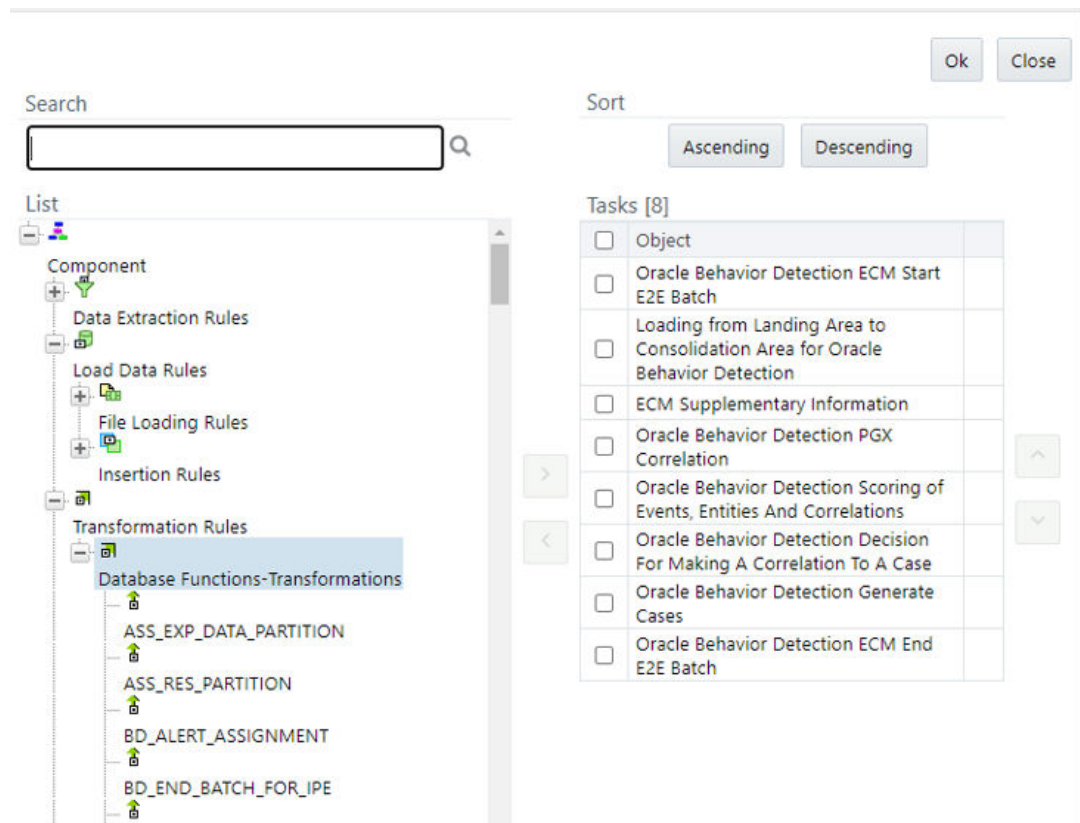 Ok
Close
Search
Sort
Ascending
Descending
List
Tasks [8]
Component
Data Extraction Rules
Load Data Rules
File Loading Rules
Insertion Rules
Transformation Rules
Database Functions-Transformations
ASS_EXP_DATA_PARTITION
ASS_RES_PARTITION
BD_ALERT_ASSIGNMENT
BD_END_BATCH_FOR_IPE
Object
Oracle Behavior Detection ECM Start
E2E Batch
Loading from Landing Area to
Consolidation Area for Oracle
Behavior Detection
ECM Supplementary Information
Oracle Behavior Detection PGX
Correlation
Oracle Behavior Detection Scoring of
Events, Entities And Correlations
Oracle Behavior Detection Decision
For Making A Correlation To A Case
Oracle Behavior Detection Generate
Cases
Oracle Behavior Detection ECM End
E2E Batch